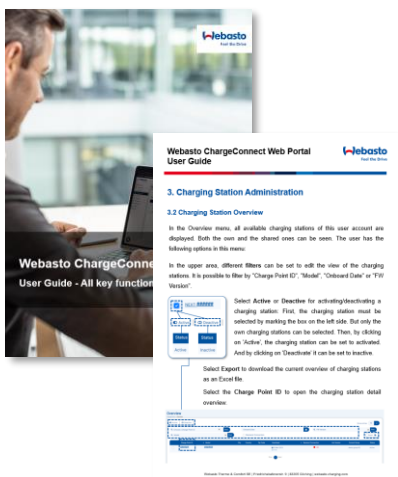 Webasto
Feel the Drive
Webasto ChargeConne
User Guide - All key function
Webasto ChargeConnect Web Portal
User Guide
Webasto
Feel the Drive
3. Charging Station Administration
3.2 Charging Station Overview
In the Overview menu, all available charging stations of this user account are
displayed. Both the own and the shared ones can be seen. The user has the
following options in this menu:
In the upper area, different filters can be set to edit the view of the charging
stations. It is possible to filter by "Charge Point ID", "Model", "Onboard Date" or "FW
Version".
Select Active or Deactive for activating/deactivating a
charging station: First, the charging station must be
selected by marking the box on the left side. But only the
own charging stations can be selected. Then, by clicking
on 'Active', the charging station can be set to activated.
And by clicking on 'Deactivate' it can be set to inactive.
NEXT-
Active
Deactive
Status
Status
Active
Inactive
Select Export to download the current overview of charging stations
as an Excel file.
Select the Charge Point ID to open the charging station detail
overview.
Overview